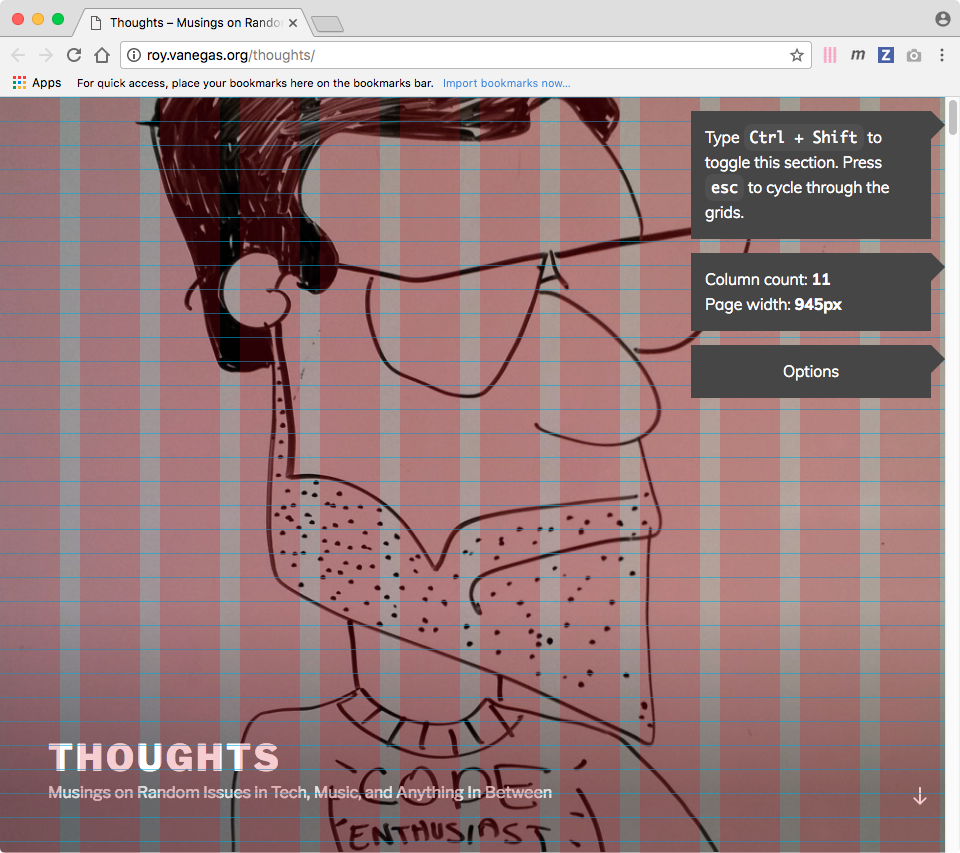 Thoughts – Musings on Rando
roy.vanegas.org/thoughts/
m
Z
Apps
For quick access, place your bookmarks here on the bookmarks bar. Import bookmarks now...
Type Ctrl + Shift to
toggle this section. Press
esc to cycle through the
grids.
Column count: 11
Page width: 945px
Options
THOUGHTS
Musings on Random Issues in Tech, Music, and Anything In Between
CODE
ENTHUSIAST